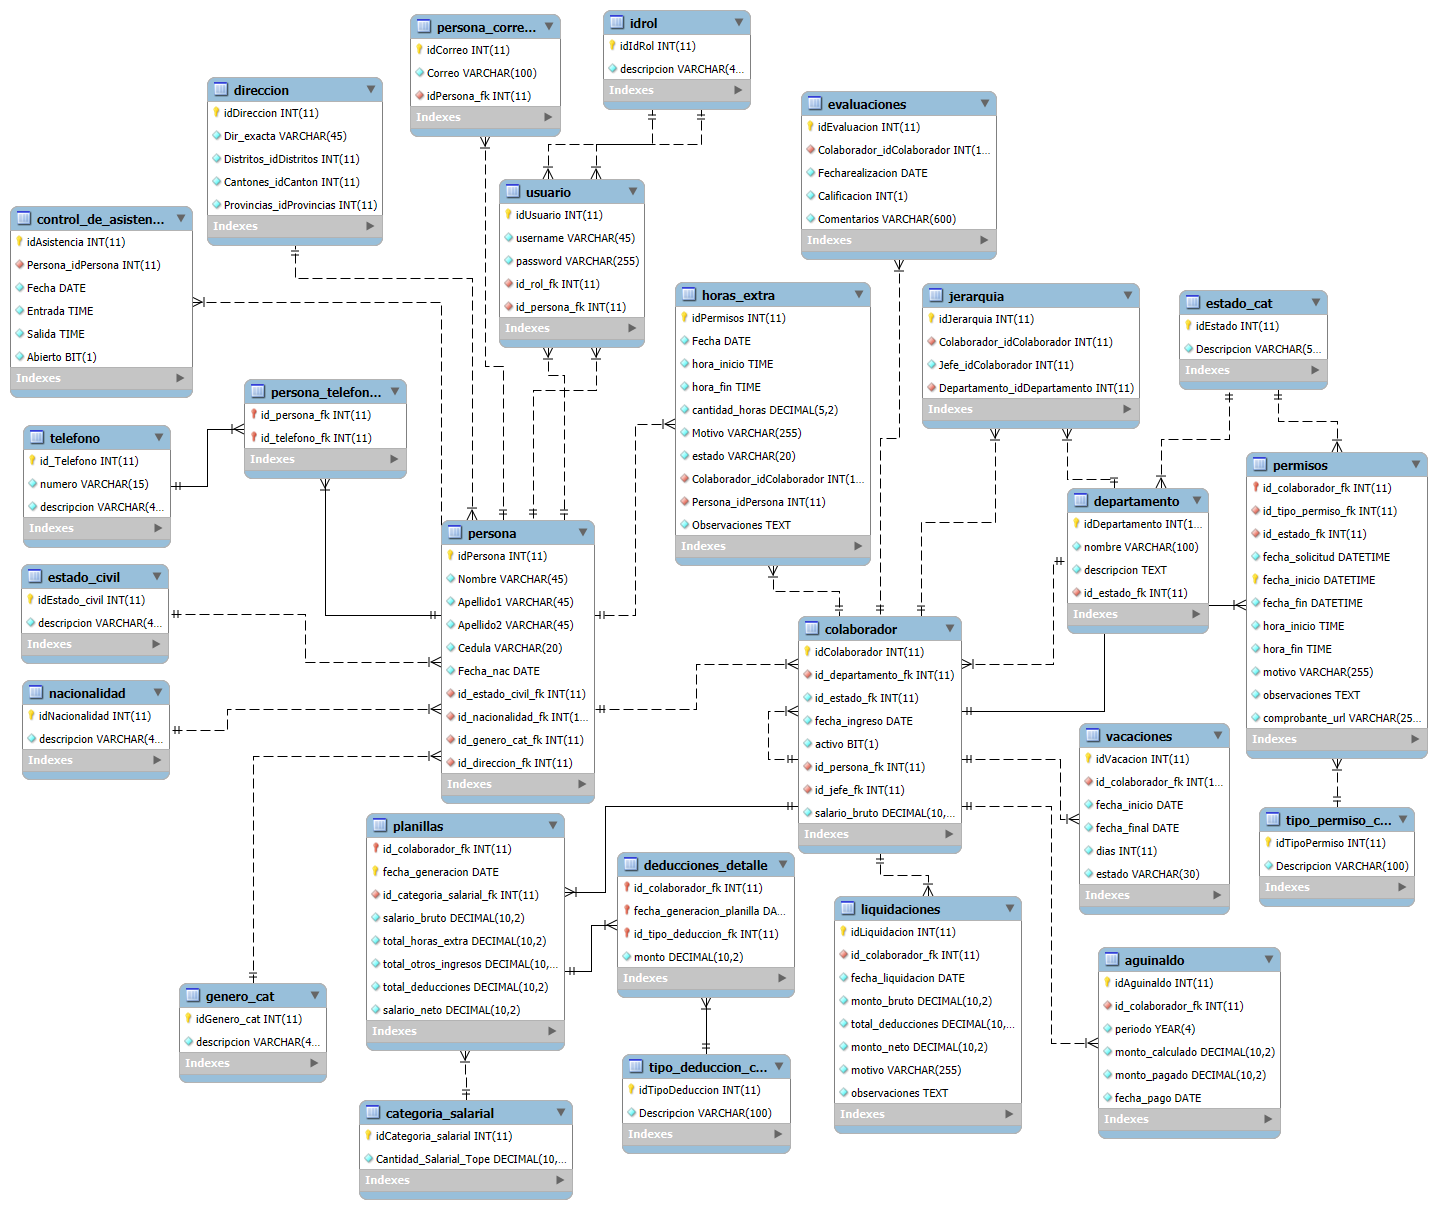 persona_corre...
idCorreo INT(11)
Correo VARCHAR(100)
idPersona_fk INT(11)
Indexes
idrol
idIdRol INT(11)
descripcion VARCHAR(4...
Indexes
direccion
idDireccion INT(11)
Dir_exacta VARCHAR(45)
Distritos_idDistritos INT(11)
Cantones_idCanton INT(11)
Provincias_idProvincias INT(11)
Indexes
evaluaciones
idEvaluacion INT(11)
Colaborador_idColaborador INT(1...
Fecharealizacion DATE
Calificacion INT(1)
Comentarios VARCHAR(600)
Indexes
usuario
idUsuario INT(11)
username VARCHAR(45)
password VARCHAR(255)
id_rol_fk INT(11)
id_persona_fk INT(11)
Indexes
control_de_asisten...
idAsistencia INT(11)
Persona_idPersona INT(11)
Fecha DATE
Entrada TIME
Salida TIME
Abierto BIT(1)
Indexes
horas_extra
idPermisos INT(11)
Fecha DATE
hora_inicio TIME
hora_fin TIME
cantidad_horas DECIMAL(5,2)
Motivo VARCHAR(255)
estado VARCHAR(20)
Colaborador_idColaborador INT(1...
Persona_idPersona INT(11)
Observaciones TEXT
Indexes
jerarquia
idJerarquia INT(11)
Colaborador_idColaborador INT(11)
Jefe_idColaborador INT(11)
Departamento_idDepartamento INT(11)
Indexes
estado_cat
idEstado INT(11)
Descripcion VARCHAR(5...
Indexes
persona_telefon...
id_persona_fk INT(11)
id_telefono_fk INT(11)
Indexes
telefono
id_Telefono INT(11)
numero VARCHAR(15)
descripcion VARCHAR(4...
Indexes
permisos
id_colaborador_fk INT(11)
id_tipo_permiso_fk INT(11)
id_estado_fk INT(11)
fecha_solicitud DATETIME
fecha_inicio DATETIME
fecha_fin DATETIME
hora_inicio TIME
hora_fin TIME
motivo VARCHAR(255)
observaciones TEXT
comprobante_url VARCHAR(25...
Indexes
departamento
idDepartamento INT(1...
nombre VARCHAR(100)
descripcion TEXT
id_estado_fk INT(11)
Indexes
persona
idPersona INT(11)
Nombre VARCHAR(45)
Apellido1 VARCHAR(45)
Apellido2 VARCHAR(45)
Cedula VARCHAR(20)
Fecha_nac DATE
id_estado_civil_fk INT(11)
id_nacionalidad_fk INT(1...
id_genero_cat_fk INT(11)
id_direccion_fk INT(11)
Indexes
estado_civil
idEstado_civil INT(11)
descripcion VARCHAR(4...
Indexes
colaborador
idColaborador INT(11)
id_departamento_fk INT(11)
id_estado_fk INT(11)
fecha_ingreso DATE
activo BIT(1)
id_persona_fk INT(11)
id_jefe_fk INT(11)
salario_bruto DECIMAL(10,...
Indexes
nacionalidad
idNacionalidad INT(11)
descripcion VARCHAR(4...
Indexes
vacaciones
idVacacion INT(11)
id_colaborador_fk INT(1...
fecha_inicio DATE
fecha_final DATE
dias INT(11)
estado VARCHAR(30)
Indexes
tipo_permiso_c...
idTipoPermiso INT(11)
Descripcion VARCHAR(100)
Indexes
planillas
id_colaborador_fk INT(11)
fecha_generacion DATE
id_categoria_salarial_fk INT(11)
salario_bruto DECIMAL(10,2)
total_horas_extra DECIMAL(10,2)
total_otros_ingresos DECIMAL(10,...
total_deducciones DECIMAL(10,2)
salario_neto DECIMAL(10,2)
Indexes
deducciones_detalle
id_colaborador_fk INT(11)
fecha_generacion_planilla DA...
id_tipo_deduccion_fk INT(11)
monto DECIMAL(10,2)
Indexes
liquidaciones
idLiquidacion INT(11)
id_colaborador_fk INT(11)
fecha_liquidacion DATE
monto_bruto DECIMAL(10,2)
total_deducciones DECIMAL(10,...
monto_neto DECIMAL(10,2)
motivo VARCHAR(255)
observaciones TEXT
Indexes
aguinaldo
idAguinaldo INT(11)
id_colaborador_fk INT(11)
periodo YEAR(4)
monto_calculado DECIMAL(10,2)
monto_pagado DECIMAL(10,2)
fecha_pago DATE
Indexes
genero_cat
idGenero_cat INT(11)
descripcion VARCHAR(4...
Indexes
tipo_deduccion_c...
idTipoDeduccion INT(11)
Descripcion VARCHAR(100)
Indexes
categoria_salarial
idCategoria_salarial INT(11)
Cantidad_Salarial_Tope DECIMAL(10,...
Indexes